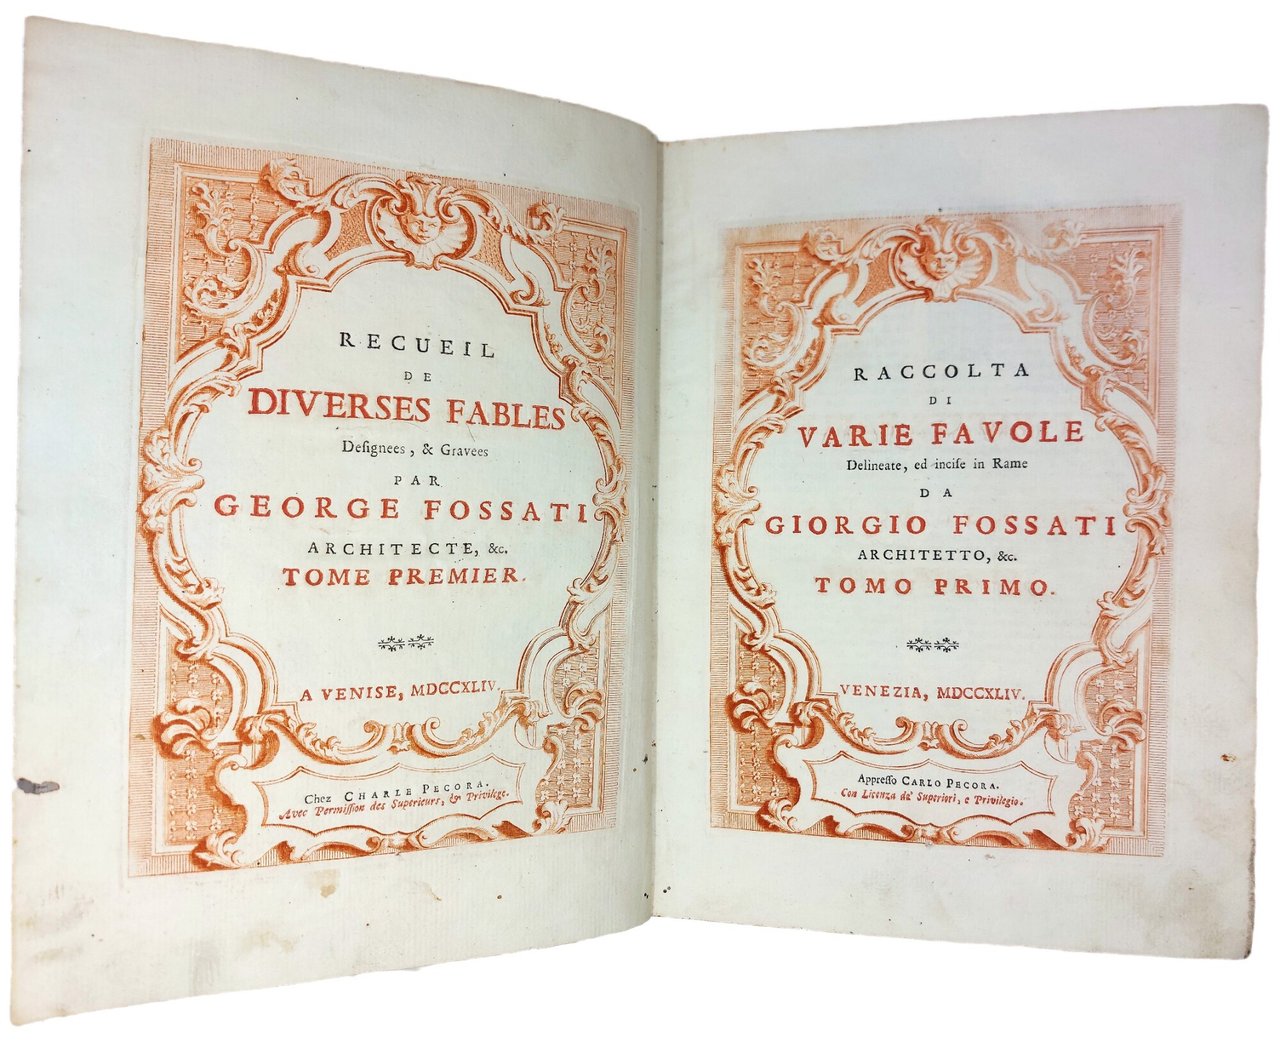 RECUEIL
DE
DIVERSES FABLES
Deſignees, & Gravees
PAR
GEORGE FOSSATI
ARCHITECTE, &c.
TOME PREMIER.
A VENISE, MDCCXLIV.
Chez CHARLE PECORA.
Avec Permiſſion des Superieurs, & Privilege.
RACCOLTA
DI
VARIE FAVOLE
Delineate, ed inciſe in Rame
DA
GIORGIO FOSSATI
ARCHITETTO, &c.
TOMO PRIMO.
VENEZIA, MDCCXLIV.
Appreſſo CARLO PECORA.
Con Licenza de' Superiori, e Privilegio.